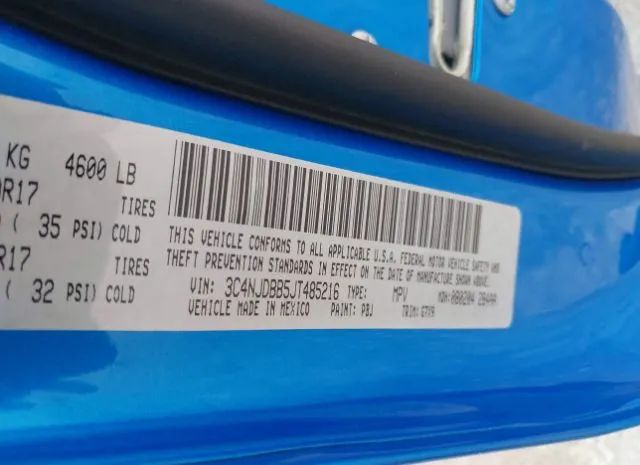 KG 4600 LB
0R17 TIRES
( 35 PSI) COLD
R17 TIRES
( 32 PSI) COLD
THIS VEHICLE CONFORMS TO ALL APPLICABLE U.S.A. FEDERAL MOTOR VEHICLE SAFETY AND
THEFT PREVENTION STANDARDS IN EFFECT ON THE DATE OF MANUFACTURE SHOWN ABOVE.
VIN: 3C4NJDBB5JT485216 TYPE: MPV
VEHICLE MADE IN MEXICO PAINT: PBJ TRIM: